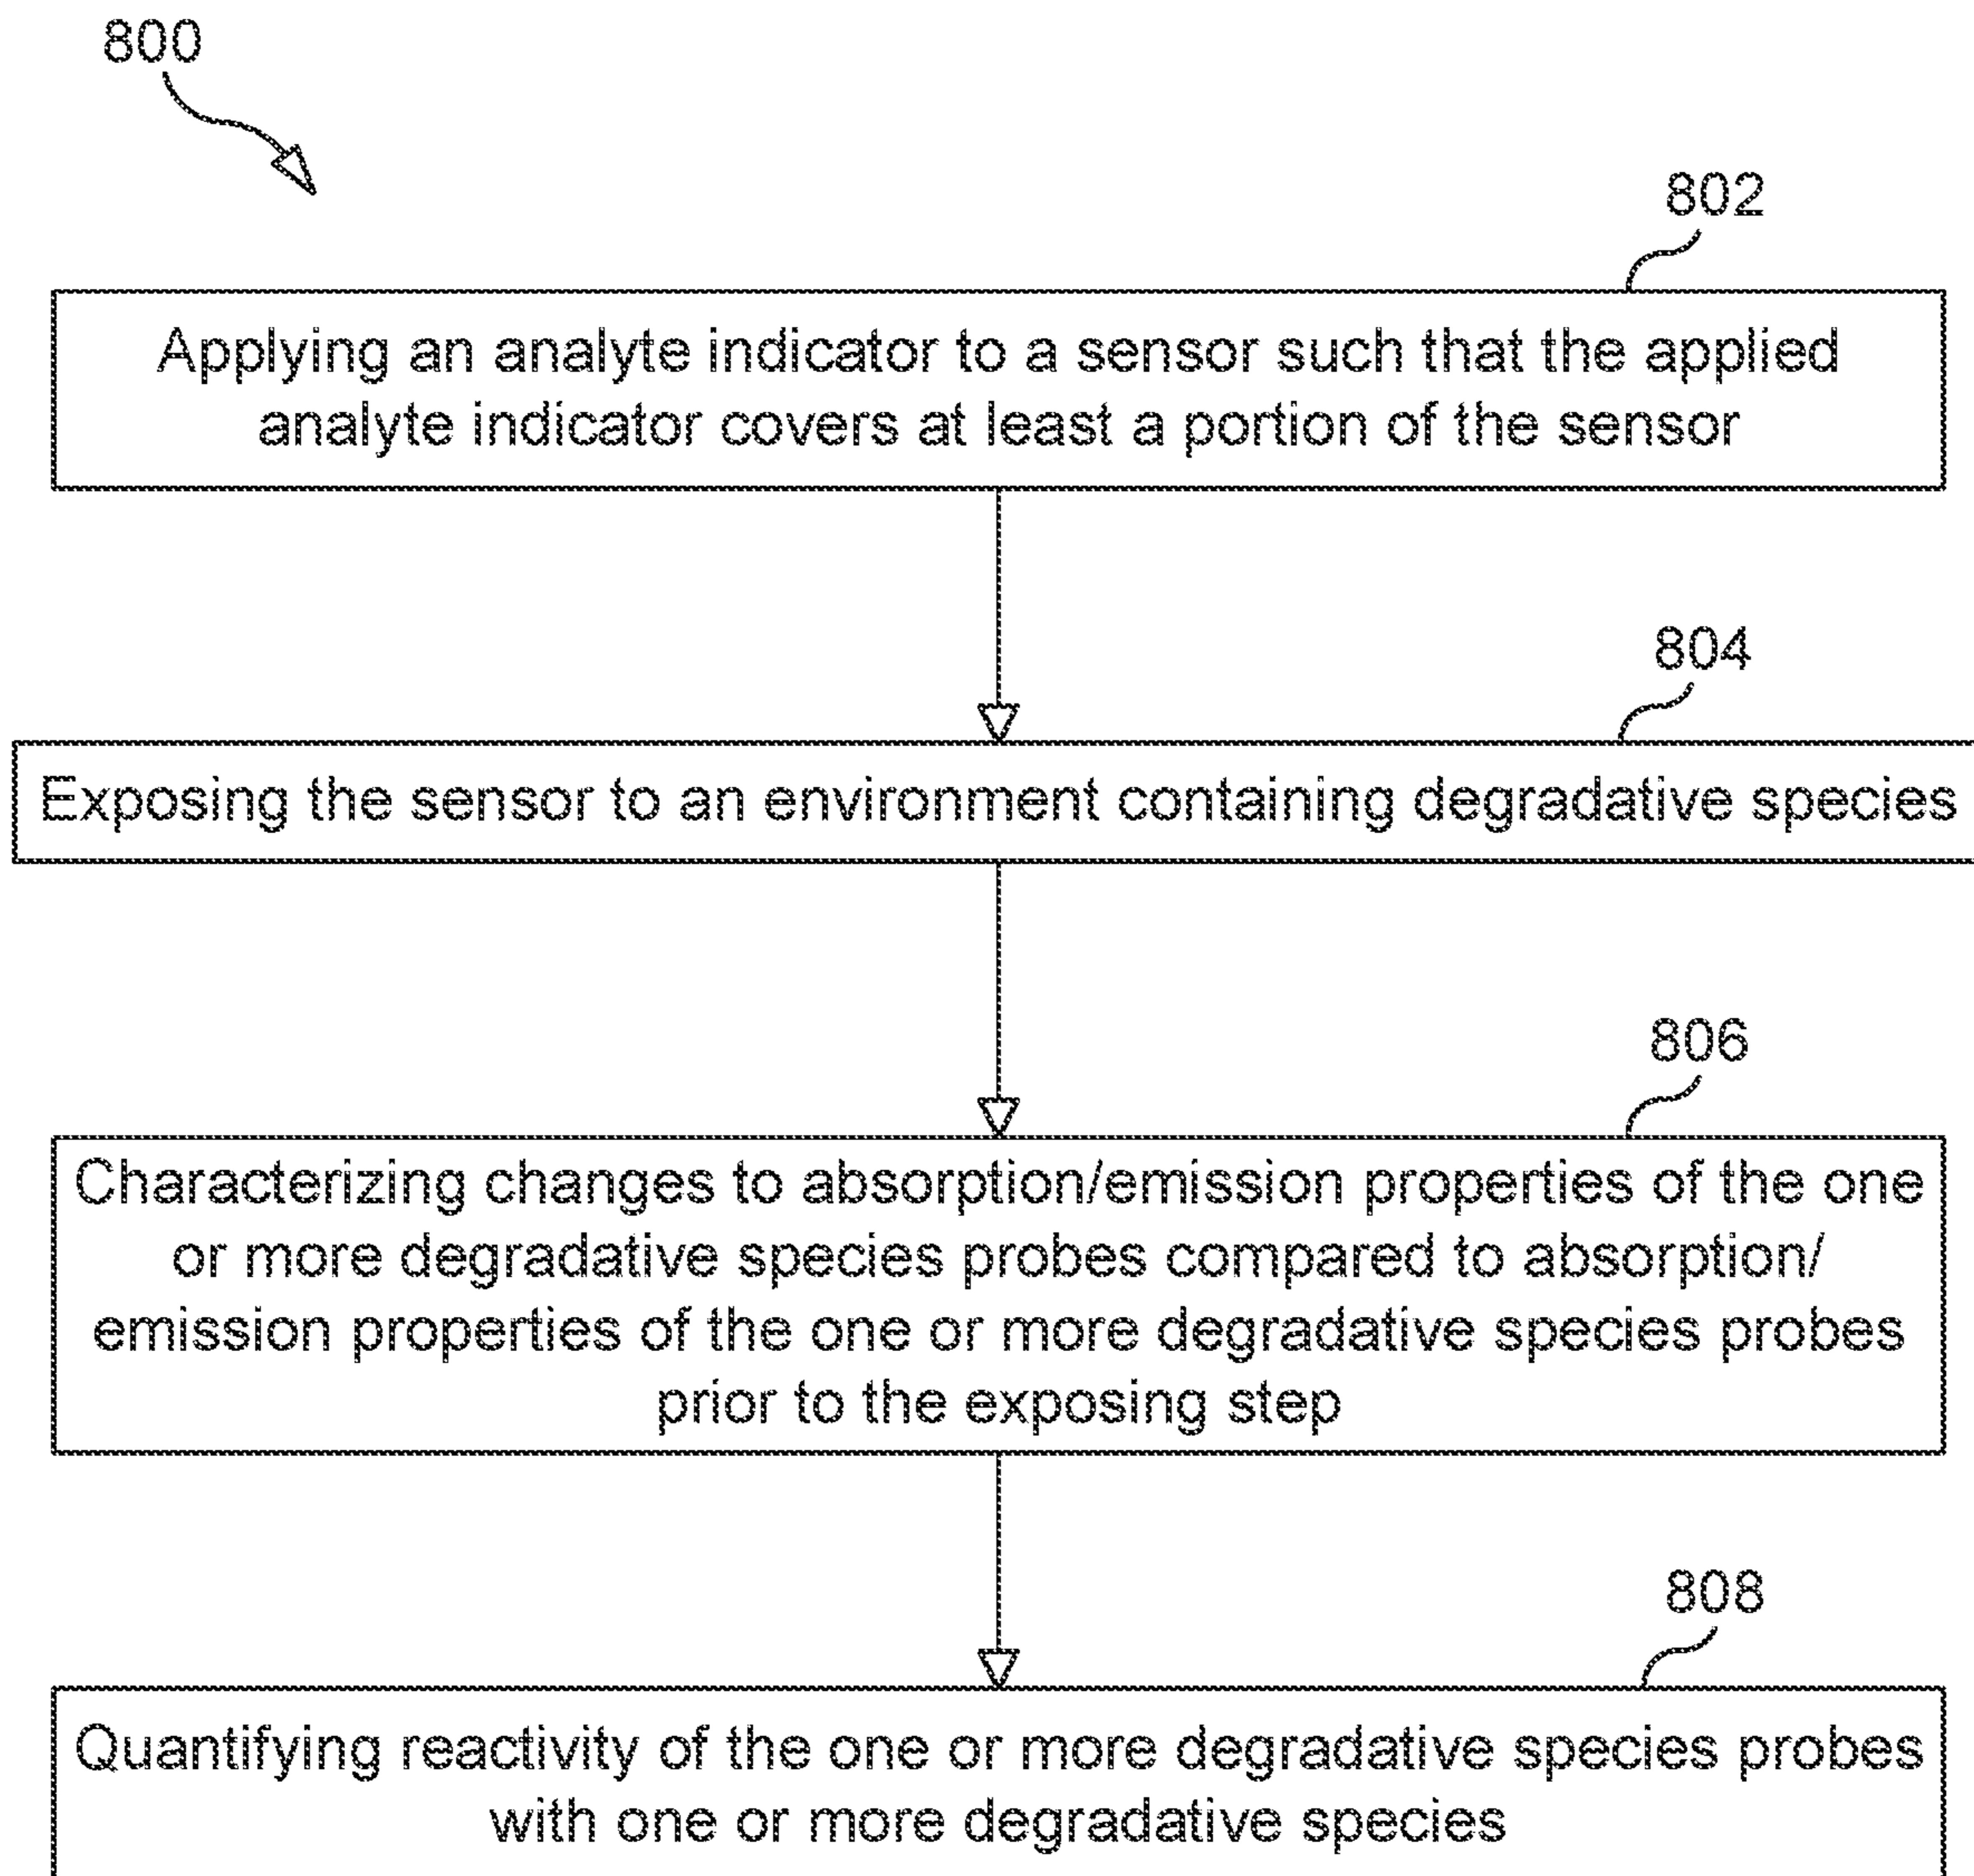 800
802
Applying an analyte indicator to a sensor such that the applied
analyte indicator covers at least a portion of the sensor
804
Exposing the sensor to an environment containing degradative species
806
Characterizing changes to absorption/emission properties of the one
or more degradative species probes compared to absorption/
emission properties of the one or more degradative species probes
prior to the exposing step
808
Quantifying reactivity of the one or more degradative species probes
with one or more degradative species